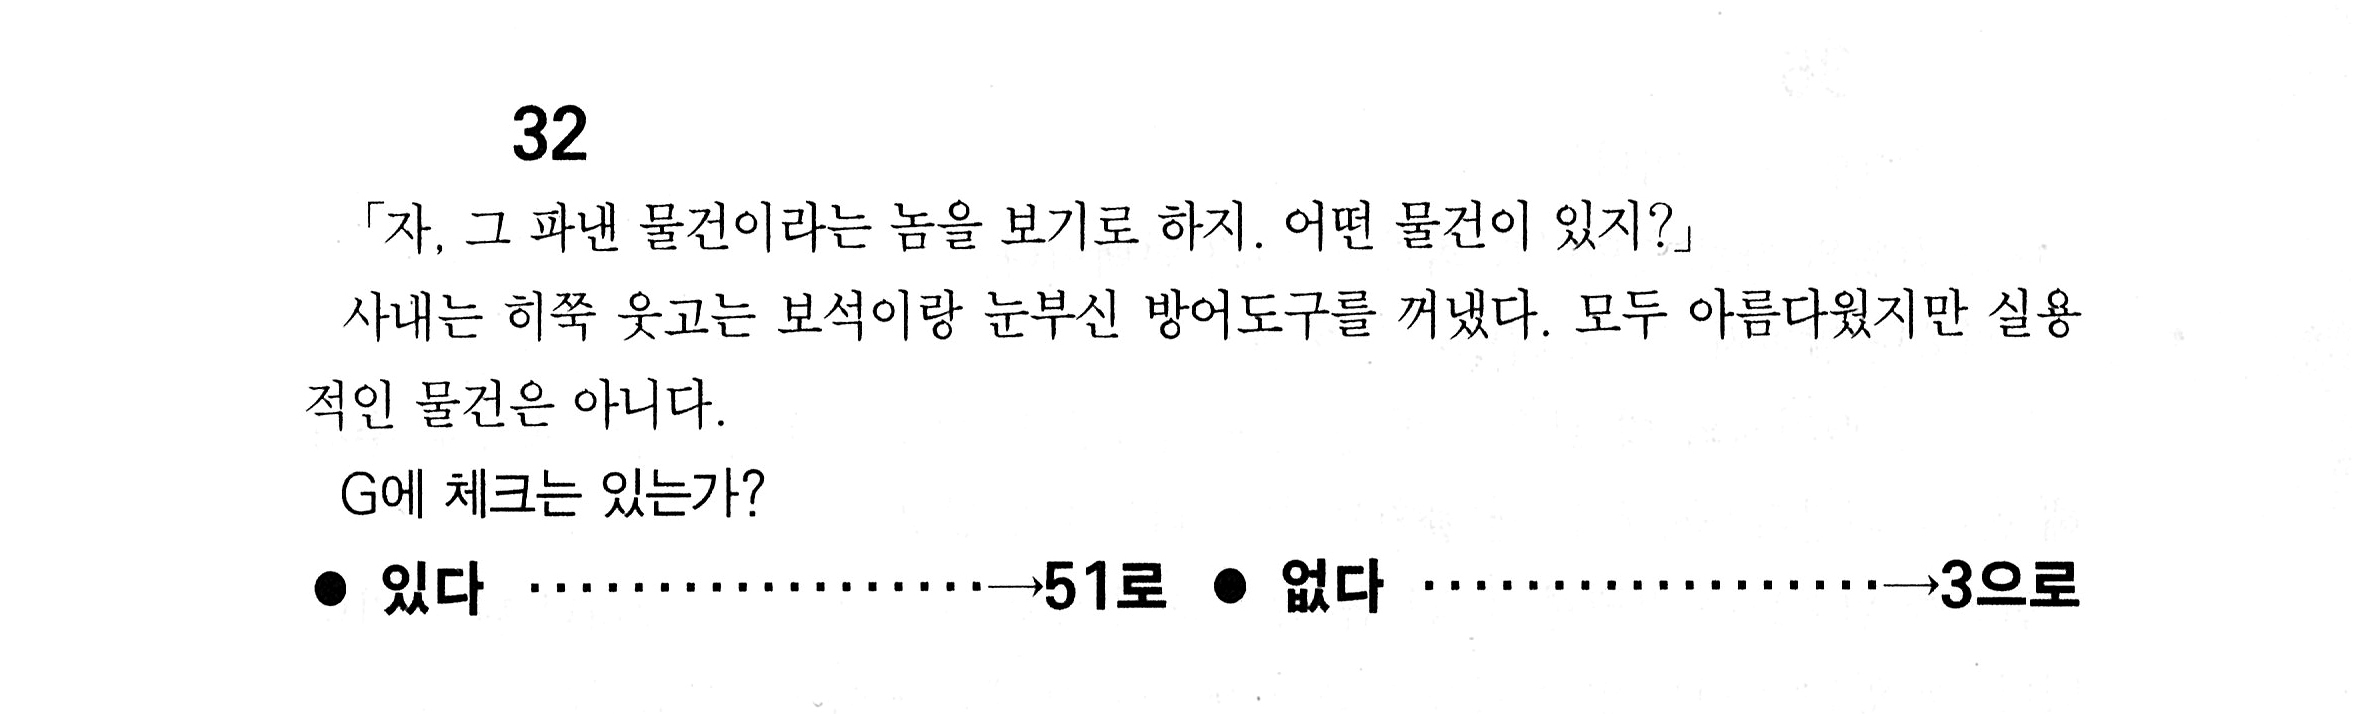 32
「자, 그 파낸 물건이라는 놈을 보기로 하지. 어떤 물건이 있지?」
사내는 히쭉 웃고는 보석이랑 눈부신 방어도구를 꺼냈다. 모두 아름다웠지만 실용
적인 물건은 아니다.
G에 체크는 있는가?
● 있다 ··················→51로 ● 없다 ··················→3으로